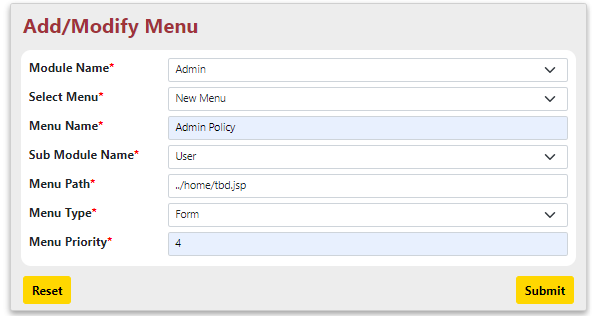 Add/Modify Menu
Module Name* Admin
Select Menu* New Menu
Menu Name* Admin Policy
Sub Module Name* User
Menu Path* ../home/tbd.jsp
Menu Type* Form
Menu Priority* 4
Reset Submit